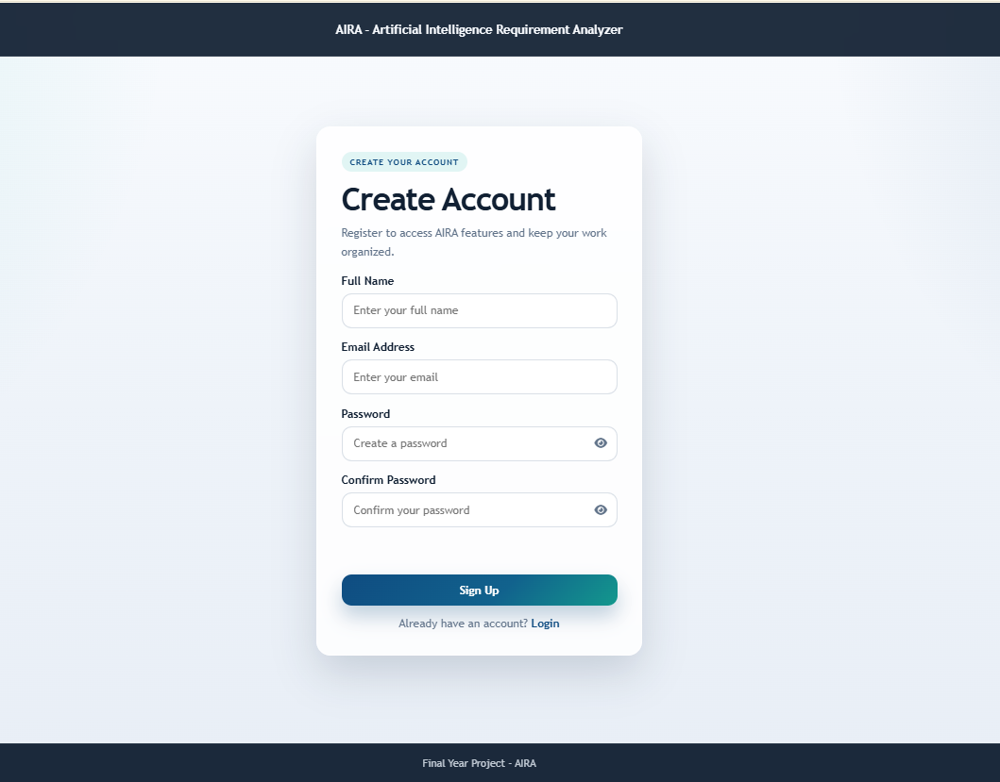 AIRA - Artificial Intelligence Requirement Analyzer
CREATE YOUR ACCOUNT
Create Account
Register to access AIRA features and keep your work
organized.
Full Name
Enter your full name
Email Address
Enter your email
Password
Create a password
Confirm Password
Confirm your password
Sign Up
Already have an account? Login
Final Year Project - AIRA